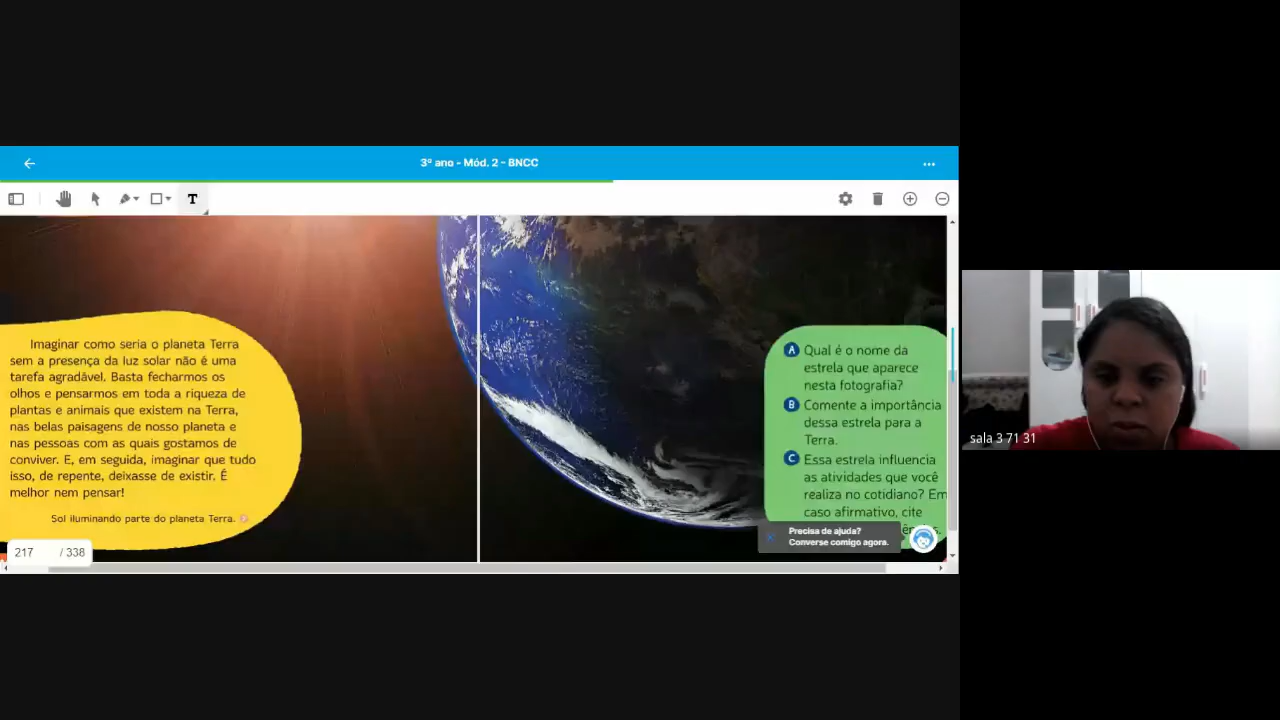 3º ano - Mód. 2 - BNCC
T
Imaginar como seria o planeta Terra
sem a presença da luz solar não é uma
tarefa agradável. Basta fecharmos os
olhos e pensarmos em toda a riqueza de
plantas e animais que existem na Terra,
nas belas paisagens de nosso planeta e
nas pessoas com as quais gostamos de
conviver. E, em seguida, imaginar que tudo
isso, de repente, deixasse de existir. É
melhor nem pensar!
Sol iluminando parte do planeta Terra.
A Qual é o nome da
estrela que aparece
nesta fotografia?
B Comente a importância
dessa estrela para a
Terra.
C Essa estrela influencia
as atividades que você
realiza no cotidiano? Em
caso afirmativo, cite
Precisa de ajuda?
Converse comigo agora.
217 / 338
sala 3 71 31